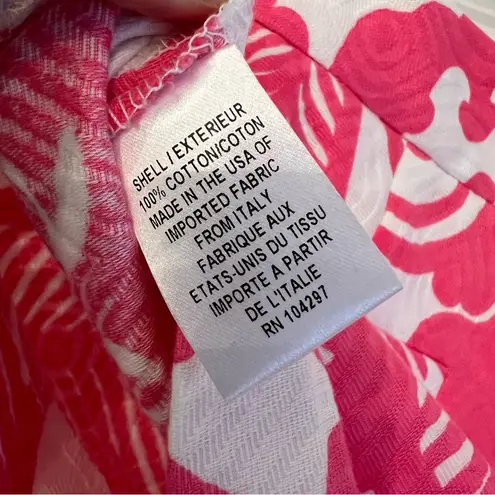 SHELL / EXTERIEUR
100% COTTON/COTON
MADE IN THE USA OF
IMPORTED FABRIC
FROM ITALY
FABRIQUE AUX
ETATS-UNIS DU TISSU
IMPORTE A PARTIR
DE L'ITALIE
RN 104297